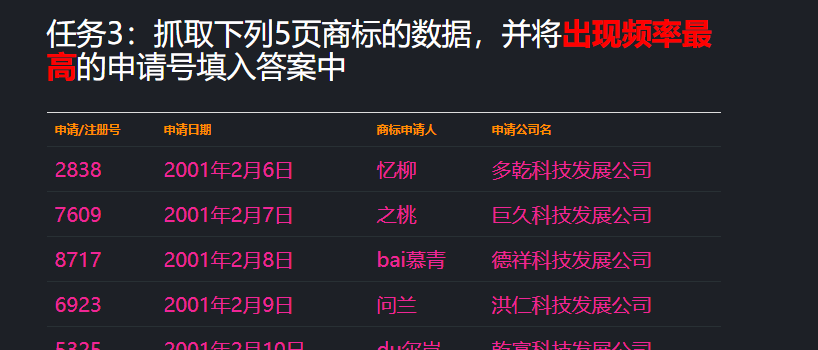 任务3：抓取下列5页商标的数据，并将出现频率最
高的申请号填入答案中
申请/注册号 申请日期 商标申请人 申请公司名
2838 2001年2月6日 忆柳 多乾科技发展公司
7609 2001年2月7日 之桃 巨久科技发展公司
8717 2001年2月8日 bai慕青 德祥科技发展公司
6923 2001年2月9日 问兰 洪仁科技发展公司
5325 2001年2月10日 du尔岚 乾富科技发展公司